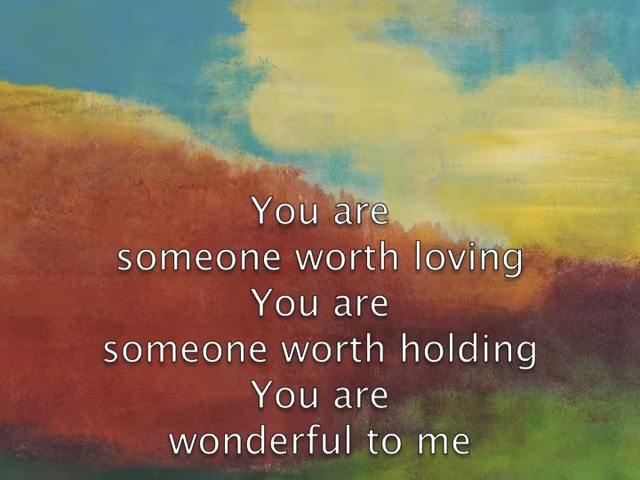 You are
someone worth loving
You are
someone worth holding
You are
wonderful to me